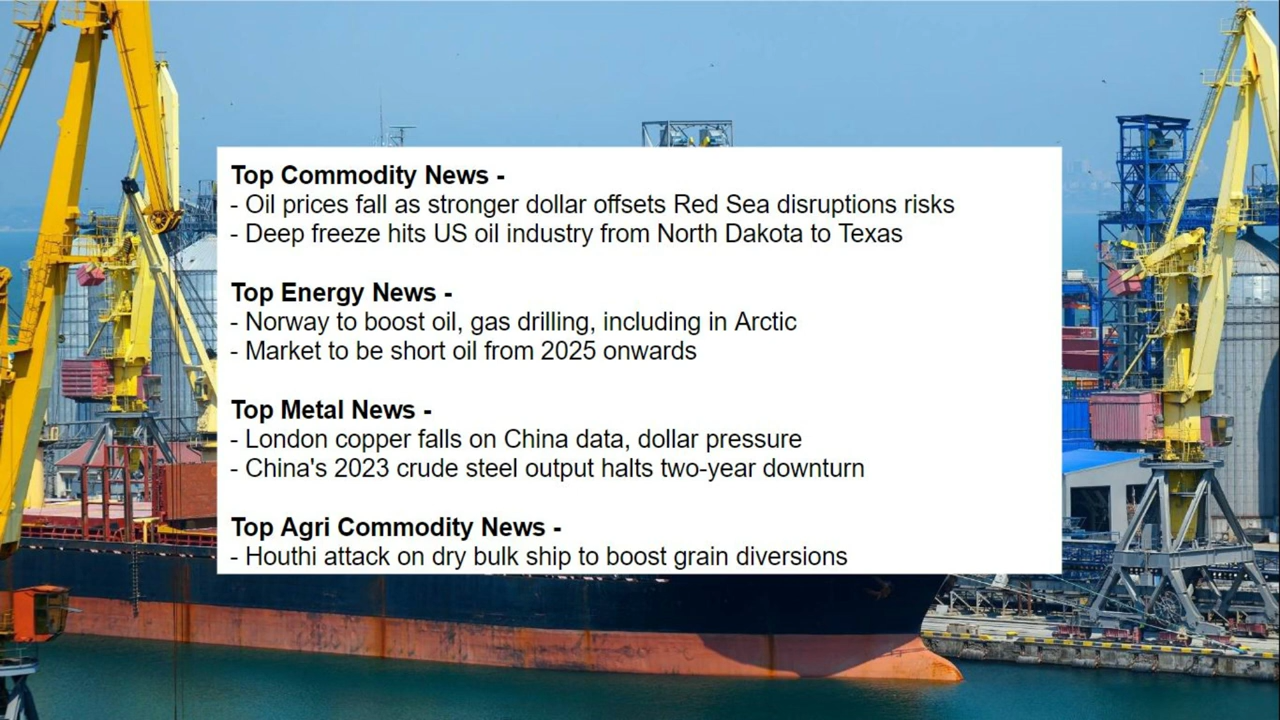 Top Commodity News -
- Oil prices fall as stronger dollar offsets Red Sea disruptions risks
- Deep freeze hits US oil industry from North Dakota to Texas
Top Energy News -
- Norway to boost oil, gas drilling, including in Arctic
- Market to be short oil from 2025 onwards
Top Metal News -
- London copper falls on China data, dollar pressure
- China's 2023 crude steel output halts two-year downturn
Top Agri Commodity News -
- Houthi attack on dry bulk ship to boost grain diversions